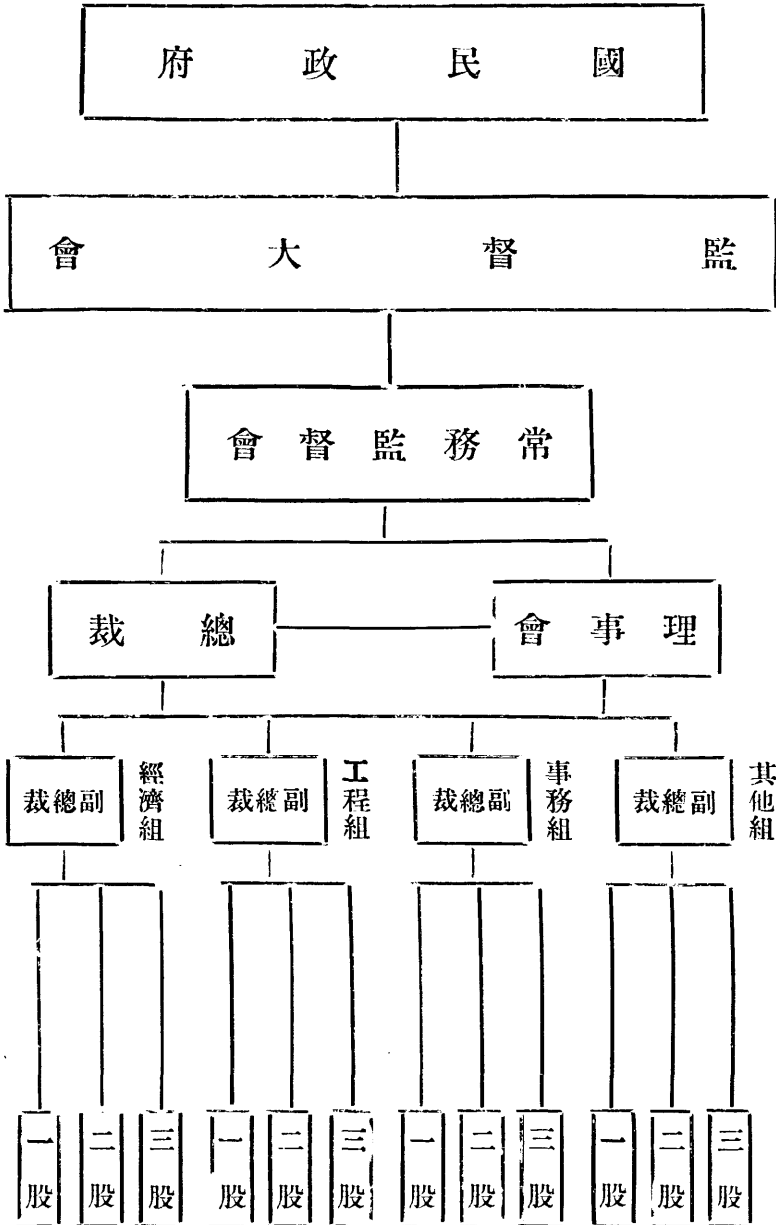 國民政府
監督大會
常務監督會
理事會
總裁
其他組
副總裁
事務組
副總裁
工程組
副總裁
經濟組
副總裁
一股
二股
三股
一股
二股
三股
一股
二股
三股
一股
二股
三股